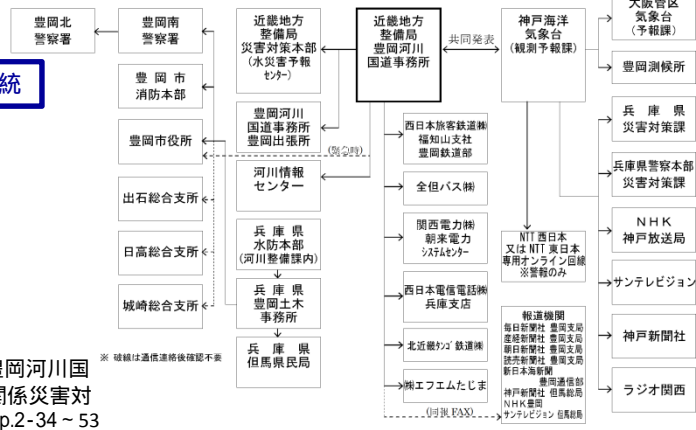 豊岡北
警察署
豊岡南
警察署
近畿地方
整備局
災害対策本部
(水災害予報
センター)
近畿地方
整備局
豊岡河川
国道事務所
共同発表
神戸海洋
気象台
(観測予報課)
大阪管区
気象台
(予報課)
統
豊岡市
消防本部
豊岡測候所
豊岡市役所
豊岡河川
国道事務所
豊岡出張所
(緊急時)
西日本旅客鉄道㈱
福知山支社
豊岡鉄道部
兵庫県
災害対策課
河川情報
センター
全但バス㈱
兵庫県警察本部
災害対策課
出石総合支所
兵庫県
水防本部
(河川整備課内)
関西電力㈱
朝来電力
システムセンター
NTT 西日本
又は NTT 東日本
専用オンライン回線
※警報のみ
NHK
神戸放送局
日高総合支所
兵庫県
豊岡土木
事務所
西日本電信電話㈱
兵庫支店
サンテレビジョン
城崎総合支所
兵庫県
但馬県民局
北近畿タンゴ鉄道㈱
報道機関
毎日新聞社 豊岡支局
産経新聞社 豊岡支局
朝日新聞社 豊岡支局
読売新聞社 豊岡支局
新日本海新聞
豊岡通信部
神戸新聞社 但馬総局
NHK豊岡
サンテレビジョン 但馬総局
神戸新聞社
※ 破線は通信連絡後確認不要
㈱エフエムたじま
(同報 FAX)
ラジオ関西
豊岡河川国
関係災害対
p.2-34～53